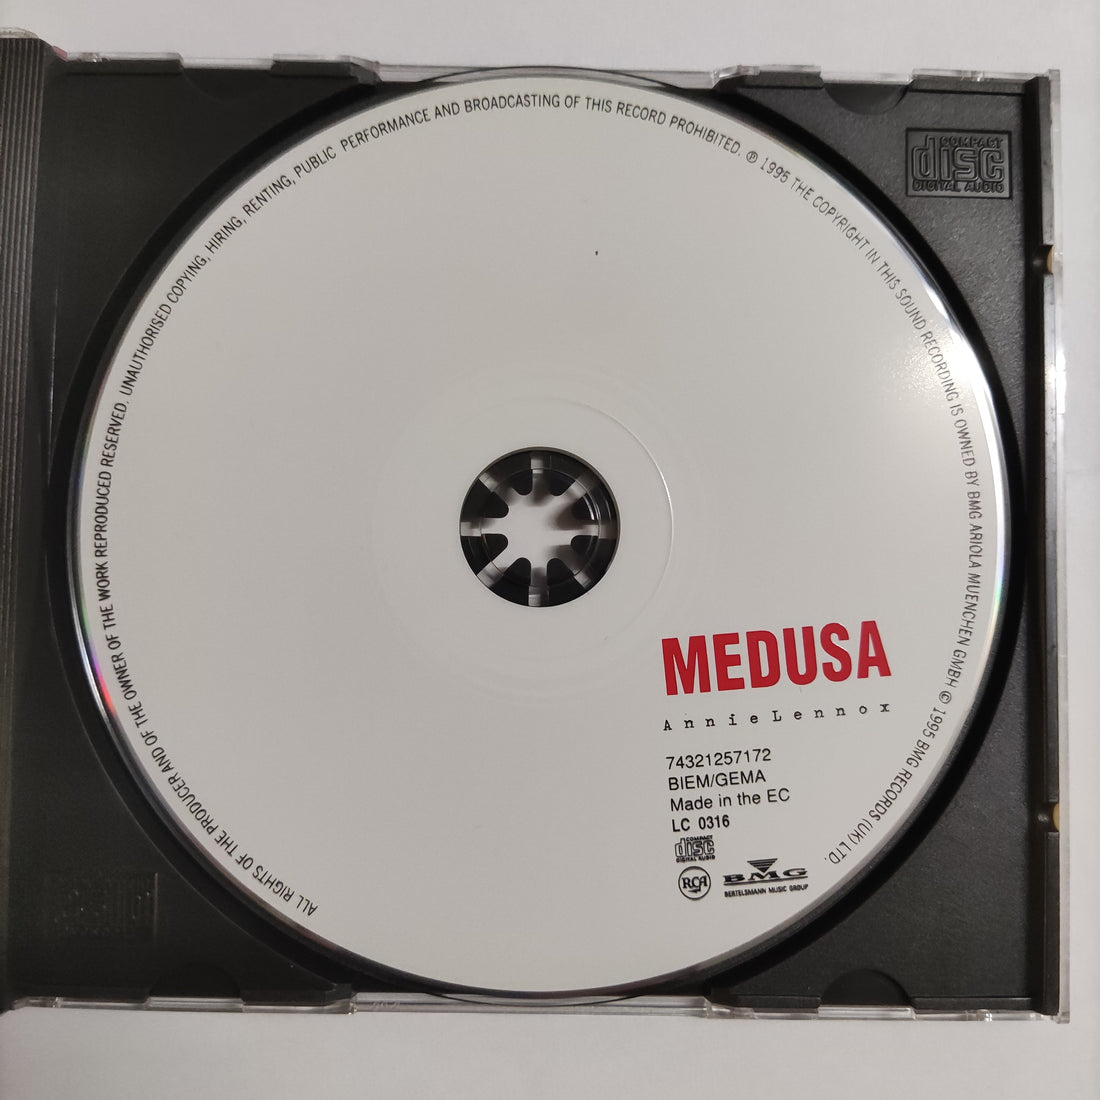 ALL RIGHTS OF THE PRODUCER AND OF THE OWNER OF THE WORK REPRODUCED RESERVED. UNAUTHORISED COPYING, HIRING, RENTING, PUBLIC PERFORMANCE AND BROADCASTING OF THIS RECORD PROHIBITED. ℗ 1995 THE COPYRIGHT IN THIS SOUND RECORDING IS OWNED BY BMG ARIOLA MUENCHEN GMBH © 1995 BMG RECORDS (UK) LTD.
COMPACT
disc
DIGITAL AUDIO
MEDUSA
Annie Lennox
74321257172
BIEM/GEMA
Made in the EC
LC 0316
COMPACT
disc
DIGITAL AUDIO
RCA
BMG
BERTELSMANN MUSIC GROUP